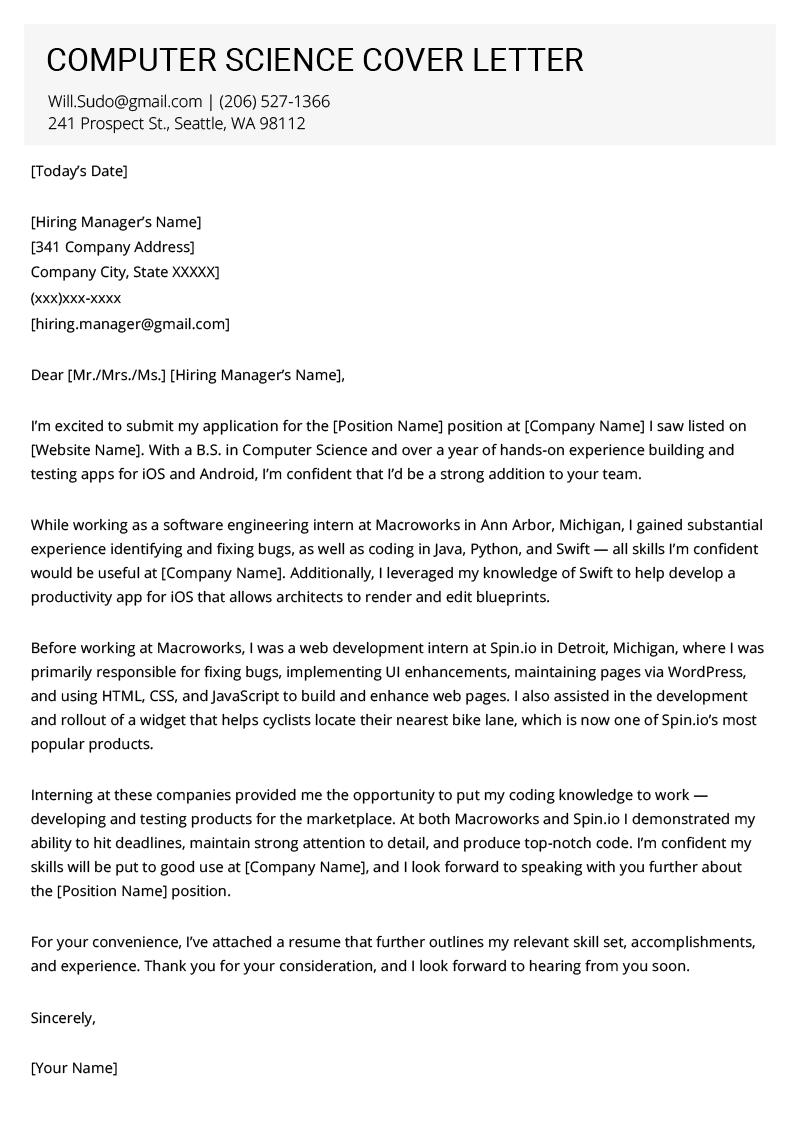 COMPUTER SCIENCE COVER LETTER
Will.Sudo@gmail.com | (206) 527-1366
241 Prospect St., Seattle, WA 98112
[Today’s Date]
[Hiring Manager’s Name]
[341 Company Address]
Company City, State XXXXX]
(xxx)xxx-xxxx
[hiring.manager@gmail.com]
Dear [Mr./Mrs./Ms.] [Hiring Manager’s Name],
I’m excited to submit my application for the [Position Name] position at [Company Name] I saw listed on
[Website Name]. With a B.S. in Computer Science and over a year of hands-on experience building and
testing apps for iOS and Android, I’m confident that I’d be a strong addition to your team.
While working as a software engineering intern at Macroworks in Ann Arbor, Michigan, I gained substantial
experience identifying and fixing bugs, as well as coding in Java, Python, and Swift — all skills I’m confident
would be useful at [Company Name]. Additionally, I leveraged my knowledge of Swift to help develop a
productivity app for iOS that allows architects to render and edit blueprints.
Before working at Macroworks, I was a web development intern at Spin.io in Detroit, Michigan, where I was
primarily responsible for fixing bugs, implementing UI enhancements, maintaining pages via WordPress,
and using HTML, CSS, and JavaScript to build and enhance web pages. I also assisted in the development
and rollout of a widget that helps cyclists locate their nearest bike lane, which is now one of Spin.io’s most
popular products.
Interning at these companies provided me the opportunity to put my coding knowledge to work —
developing and testing products for the marketplace. At both Macroworks and Spin.io I demonstrated my
ability to hit deadlines, maintain strong attention to detail, and produce top-notch code. I’m confident my
skills will be put to good use at [Company Name], and I look forward to speaking with you further about
the [Position Name] position.
For your convenience, I’ve attached a resume that further outlines my relevant skill set, accomplishments,
and experience. Thank you for your consideration, and I look forward to hearing from you soon.
Sincerely,
[Your Name]